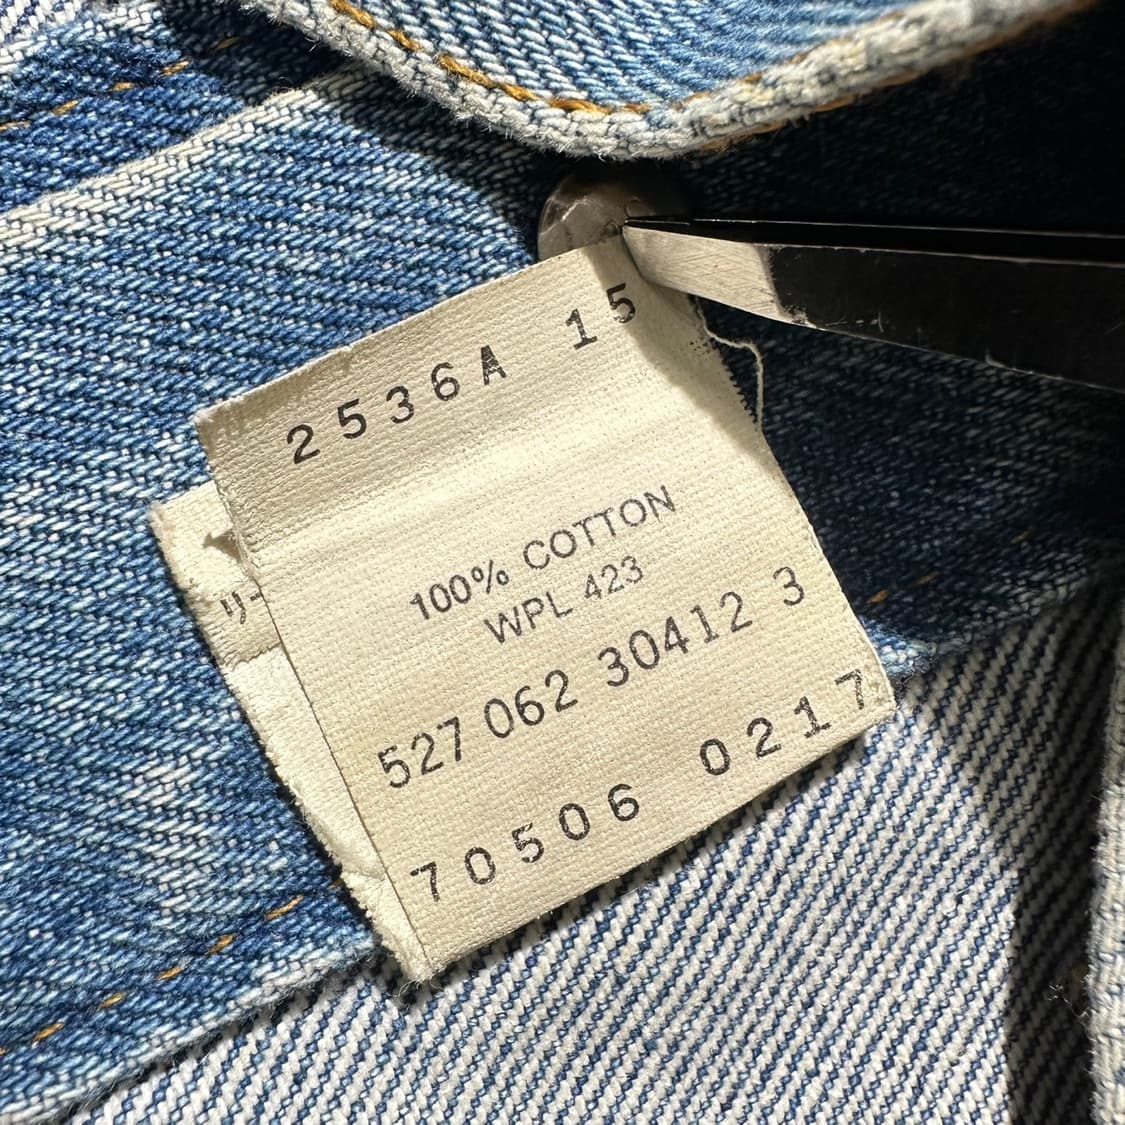 2536A 15
100% COTTON
WPL 423
527 062 30412 3
70506 0217